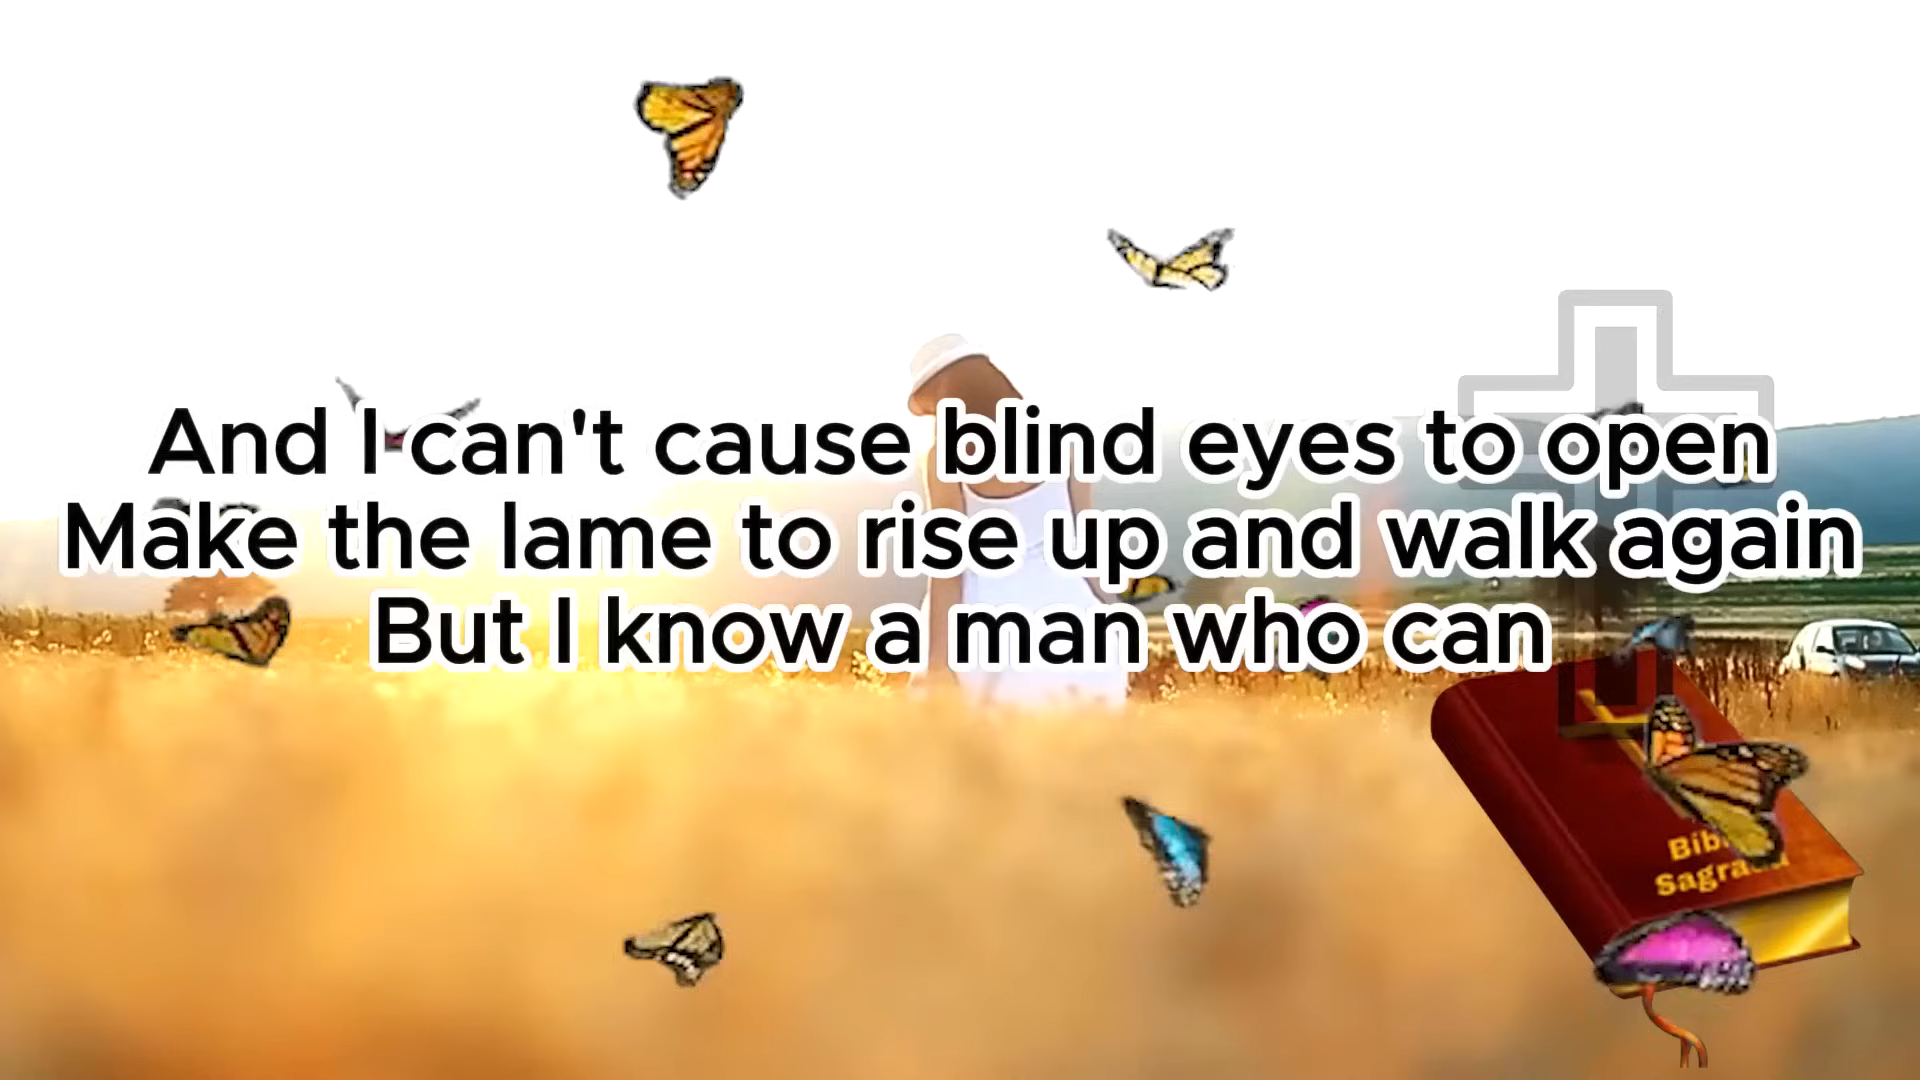 And I can't cause blind eyes to open
Make the lame to rise up and walk again
But I know a man who can